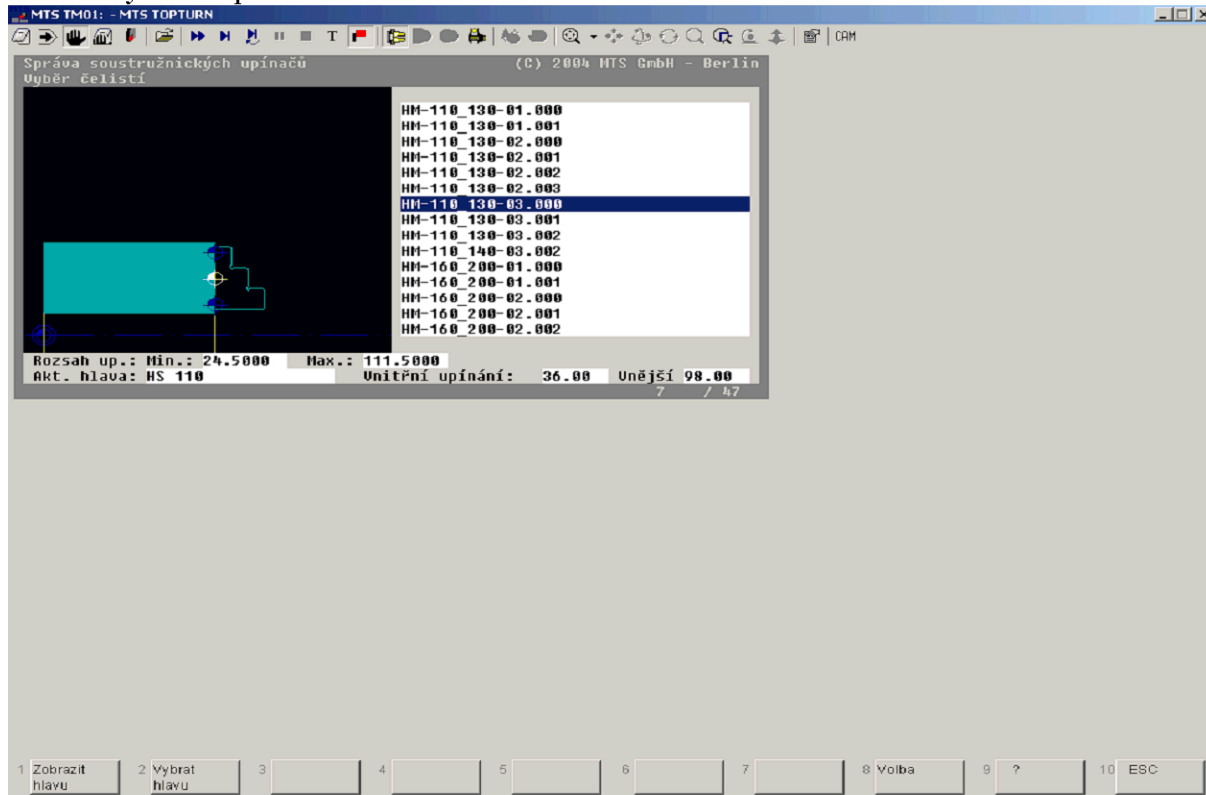 MTS TM01: - MTS TOPTURN
T
CAM
Správa soustružnických upínačů (C) 2004 MTS GmbH - Berlin
Výběr čelistí
HM-110_130-01.000
HM-110_130-01.001
HM-110_130-02.000
HM-110_130-02.001
HM-110_130-02.002
HM-110_130-02.003
HM-110_130-03.000
HM-110_130-03.001
HM-110_130-03.002
HM-110_140-03.002
HM-160_200-01.000
HM-160_200-01.001
HM-160_200-02.000
HM-160_200-02.001
HM-160_200-02.002
Rozsah up.: Min.: 24.5000 Max.: 111.5000
Akt. hlava: HS 110 Vnitřní upínání: 36.00 Vnější 98.00
7 / 47
1 Zobrazit hlavu 2 Vybrat hlavu 3 4 5 6 7 8 Volba 9 ? 10 ESC